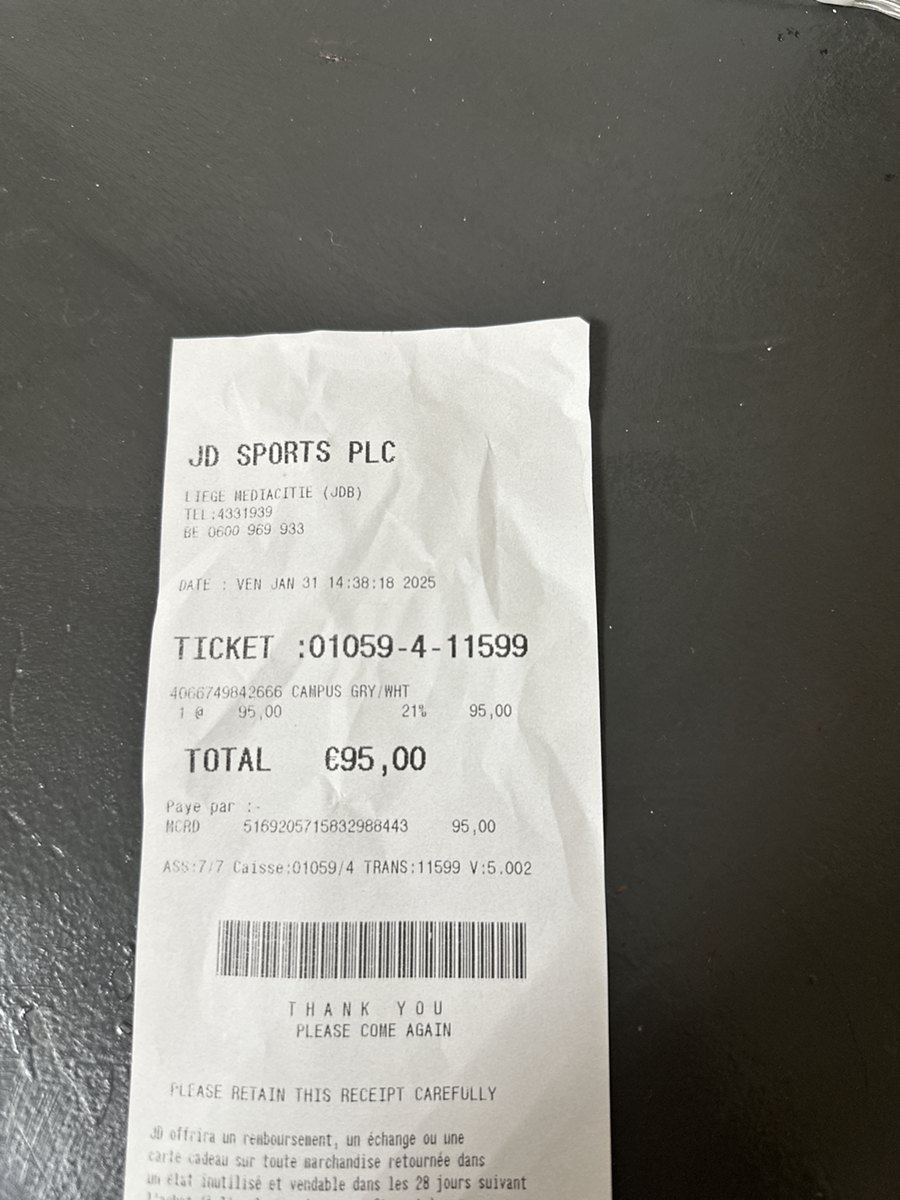 JD SPORTS PLC
LIEGE MEDIACITIE (JDB)
TEL:4331939
BE 0600 969 933
DATE : VEN JAN 31 14:38:18 2025
TICKET :01059-4-11599
4066749842666 CAMPUS GRY/WHT
1 @ 95,00 21% 95,00
TOTAL €95,00
Paye par :-
MCRD 5169205715832988443 95,00
ASS:7/7 Caisse:01059/4 TRANS:11599 V:5.002
THANK YOU
PLEASE COME AGAIN
PLEASE RETAIN THIS RECEIPT CAREFULLY
JD offrira un remboursement, un échange ou une
carte cadeau sur toute marchandise retournée dans
un état inutilisé et vendable dans les 28 jours suivant